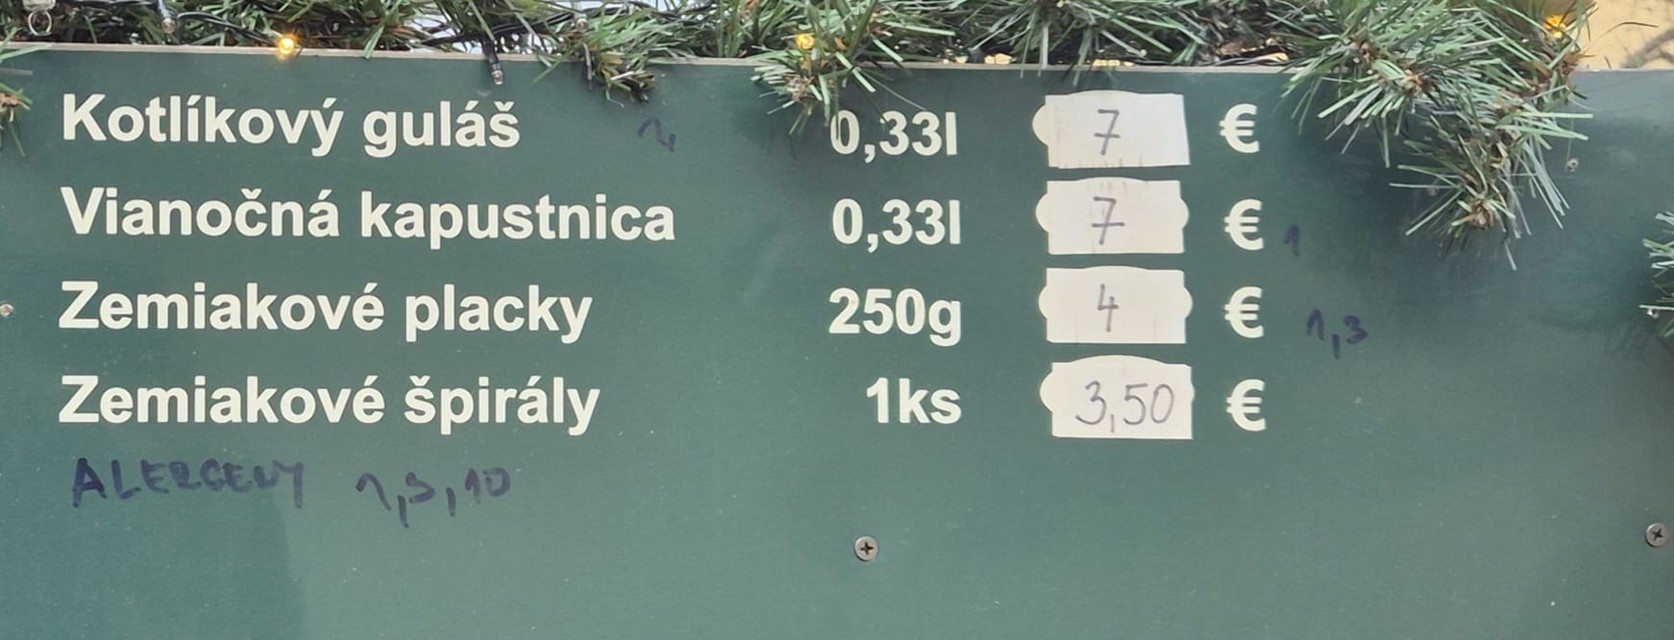 Kotlíkový guláš 0,33l 7 €
Vianočná kapustnica 0,33l 7 € 1
Zemiakové placky 250g 4 € 1,3
Zemiakové špirály 1ks 3,50 €
ALERGENY 1,3,10